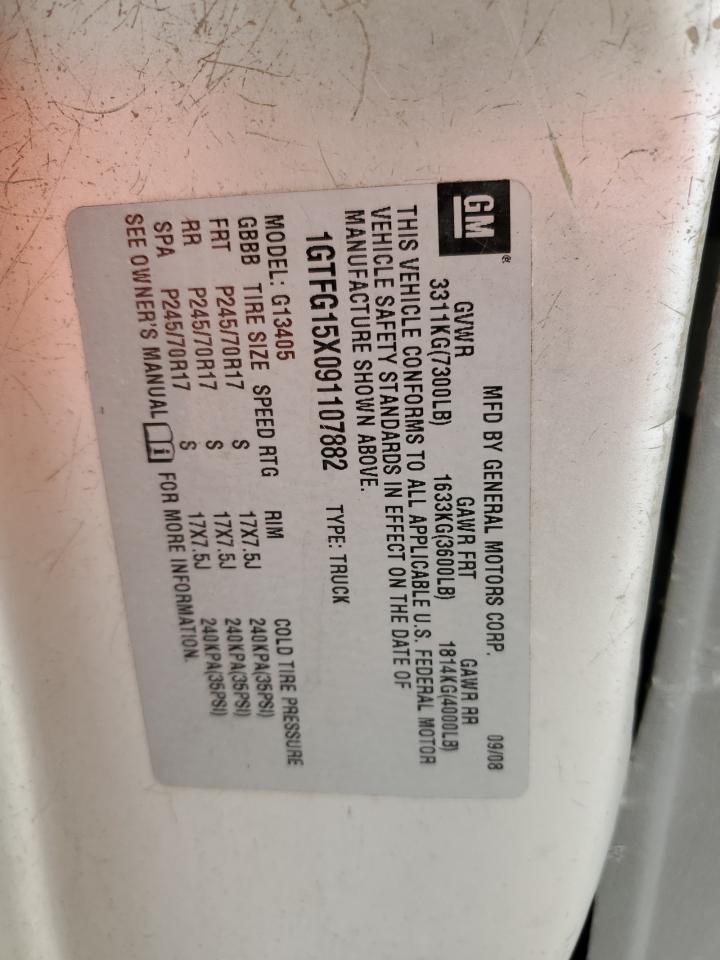 GM®
MFD BY GENERAL MOTORS CORP. 09/08
GVWR GAWR FRT GAWR RR
3311KG(7300LB) 1633KG(3600LB) 1814KG(4000LB)
THIS VEHICLE CONFORMS TO ALL APPLICABLE U.S. FEDERAL MOTOR
VEHICLE SAFETY STANDARDS IN EFFECT ON THE DATE OF
MANUFACTURE SHOWN ABOVE.
1GTFG15X091107882 TYPE: TRUCK
MODEL: G13405
GBBB TIRE SIZE SPEED RTG RIM COLD TIRE PRESSURE
FRT P245/70R17 S 17X7.5J 240KPA(35PSI)
RR P245/70R17 S 17X7.5J 240KPA(35PSI)
SPA P245/70R17 S 17X7.5J 240KPA(35PSI)
SEE OWNER'S MANUAL FOR MORE INFORMATION.